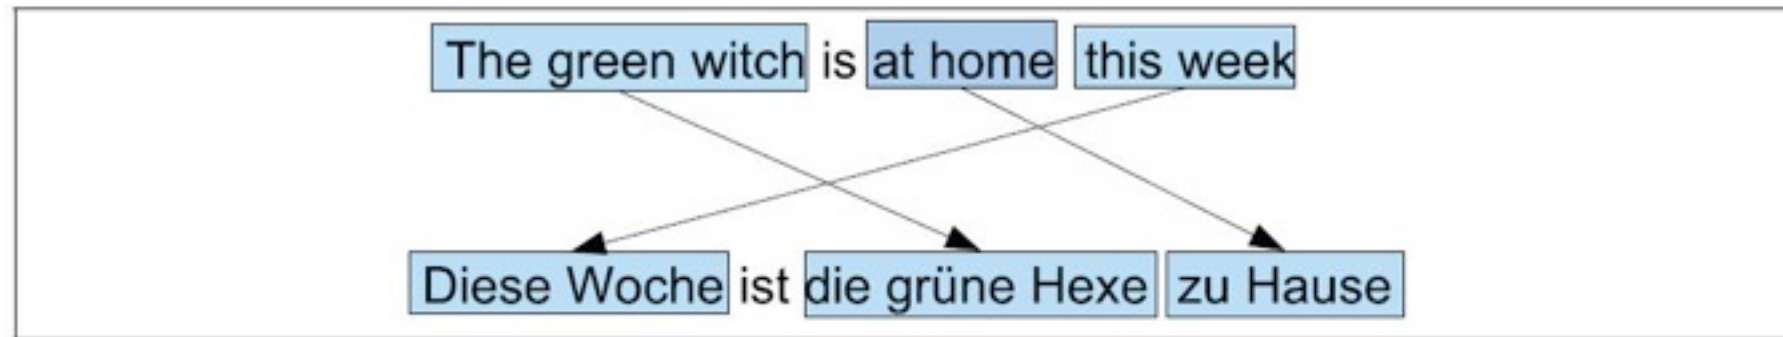 The green witch is at home this week
Diese Woche ist die grüne Hexe zu Hause